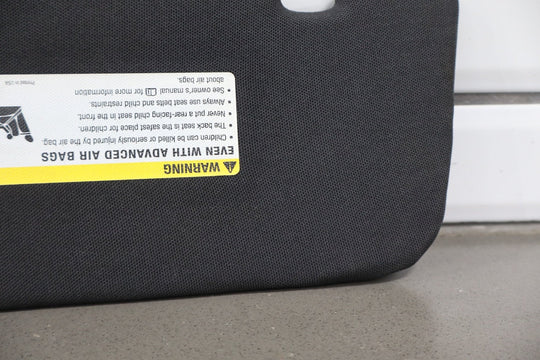 ⚠ WARNING
EVEN WITH ADVANCED AIR BAGS
• Children can be killed or seriously injured by the air bag.
• The back seat is the safest place for children.
• Never put a rear-facing child seat in the front.
• Always use seat belts and child restraints.
• See owner's manual for more information
about air bags.
Printed in USA